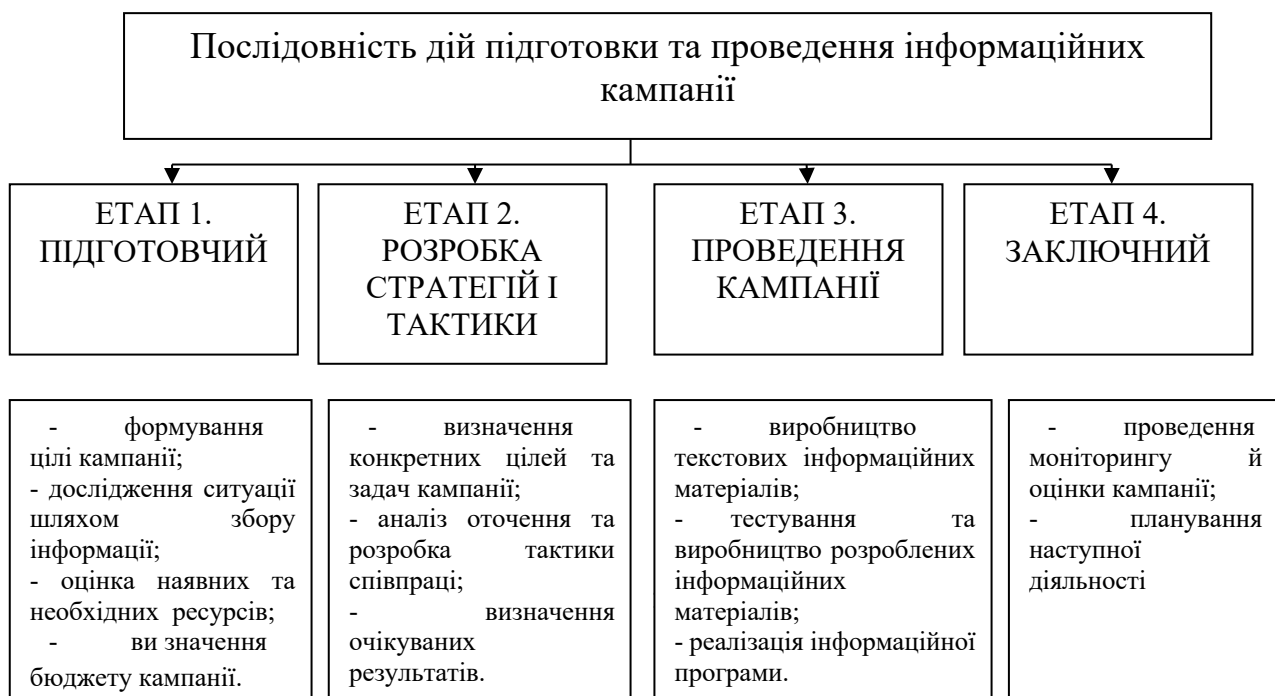 Послідовність дій підготовки та проведення інформаційних
кампанії
ЕТАП 1.
ПІДГОТОВЧИЙ
ЕТАП 2.
РОЗРОБКА
СТРАТЕГІЙ І
ТАКТИКИ
ЕТАП 3.
ПРОВЕДЕННЯ
КАМПАНІЇ
ЕТАП 4.
ЗАКЛЮЧНИЙ
- формування
цілі кампанії;
- дослідження ситуації
шляхом збору
інформації;
- оцінка наявних та
необхідних ресурсів;
- ви значення
бюджету кампанії.
- визначення
конкретних цілей та
задач кампанії;
- аналіз оточення та
розробка тактики
співпраці;
- визначення
очікуваних
результатів.
- виробництво
текстових інформаційних
матеріалів;
- тестування та
виробництво розроблених
інформаційних
матеріалів;
- реалізація інформаційної
програми.
- проведення
моніторингу й
оцінки кампанії;
- планування
наступної
діяльності